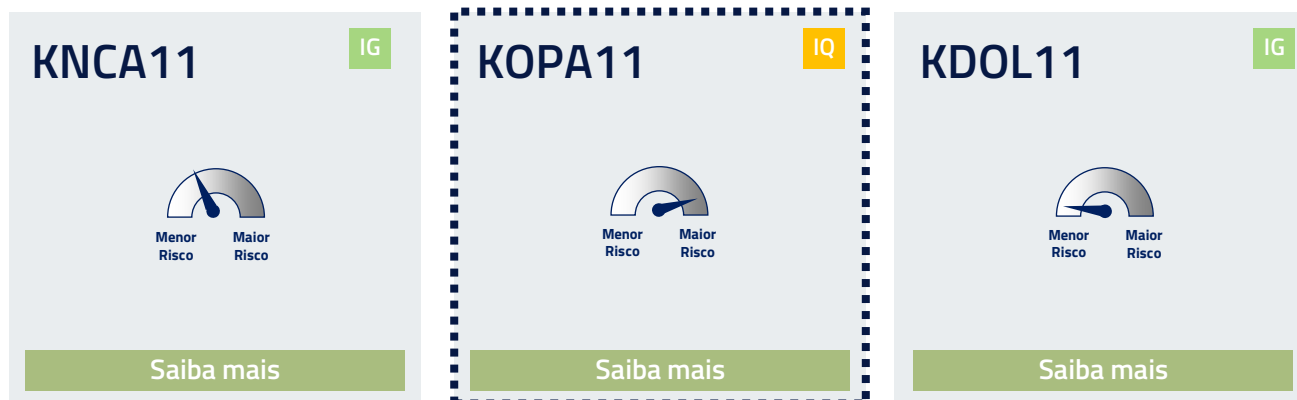 KNCA11
IG
Menor Risco
Maior Risco
Saiba mais
KOPA11
IQ
Menor Risco
Maior Risco
Saiba mais
KDOL11
IG
Menor Risco
Maior Risco
Saiba mais